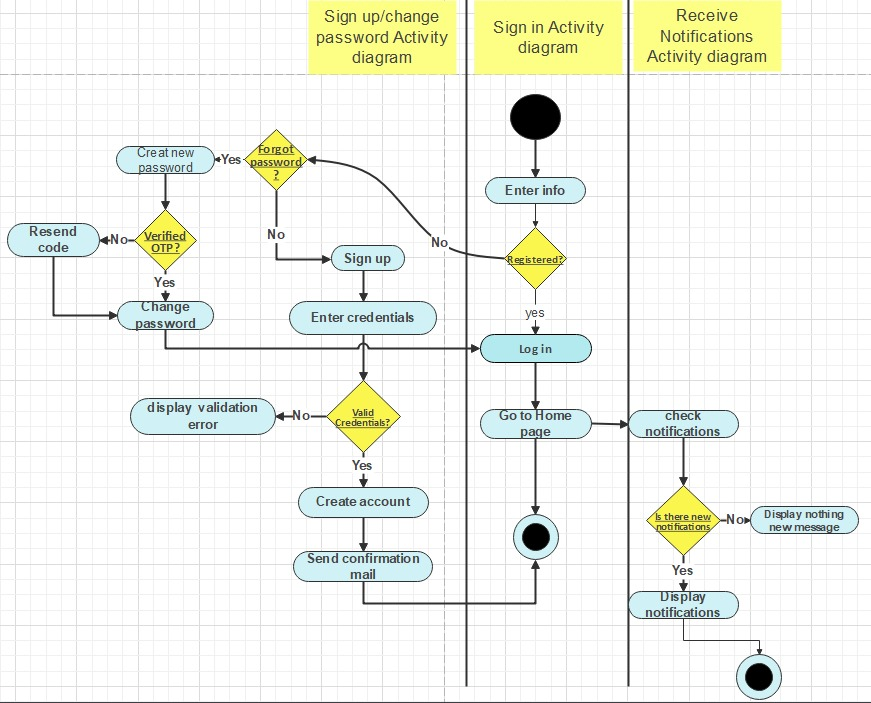 Sign up/change
password Activity
diagram
Sign in Activity
diagram
Receive
Notifications
Activity diagram
Forgot
password
?
Yes
Creat new
password
No
Enter info
Registered?
No
yes
Resend
code
No
Verified
OTP?
Yes
Change
password
Sign up
Enter credentials
Log in
display validation
error
No
Valid
Credentials?
Yes
Go to Home
page
check
notifications
Create account
Is there new
notifications
No
Display nothing
new message
Yes
Send confirmation
mail
Display
notifications